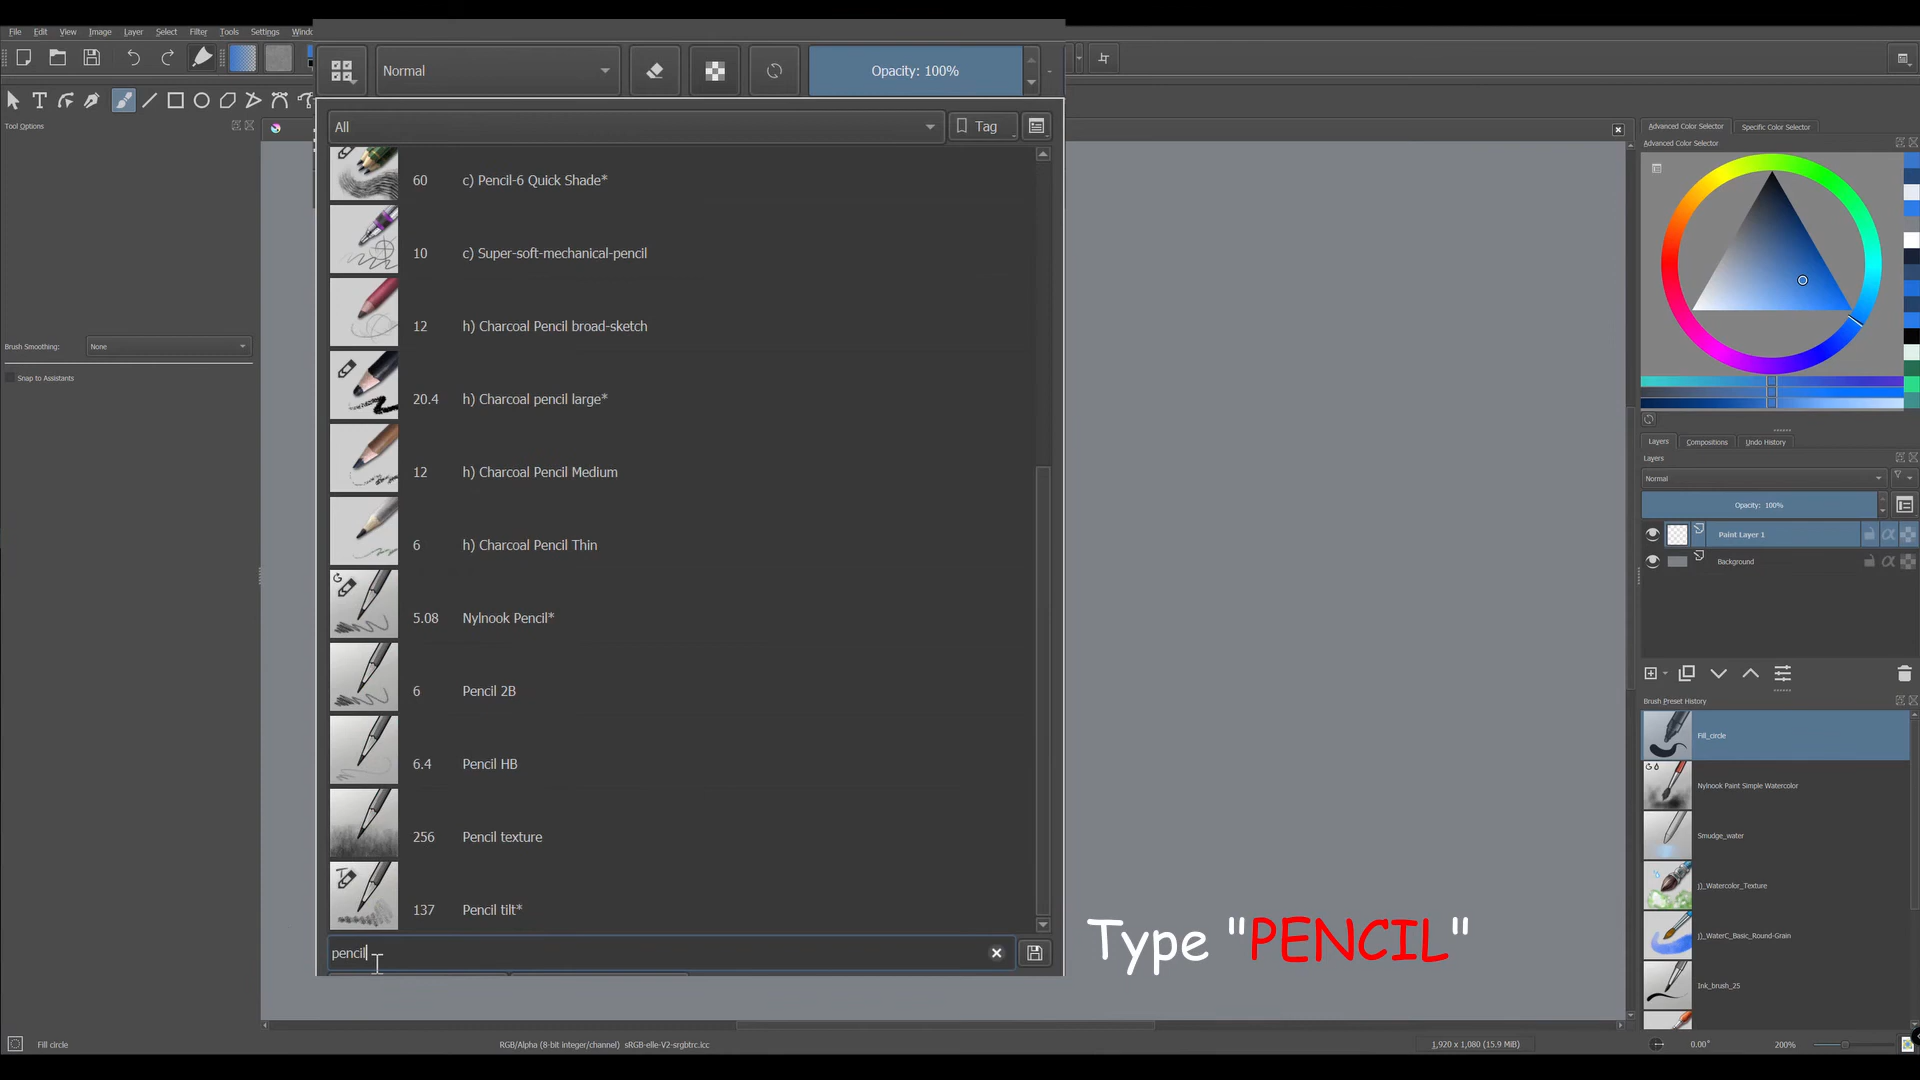 File Edit View Image Layer Select Filter Tools Settings
Normal
Opacity: 100%
Tool Options
All
Tag
60 c) Pencil-6 Quick Shade*
10 c) Super-soft-mechanical-pencil
12 h) Charcoal Pencil broad-sketch
20.4 h) Charcoal pencil large*
12 h) Charcoal Pencil Medium
6 h) Charcoal Pencil Thin
5.08 Nylnook Pencil*
6 Pencil 2B
6.4 Pencil HB
256 Pencil texture
137 Pencil tilt*
pencil
Brush Smoothing: None
Snap to Assistants
Type "PENCIL"
Advanced Color Selector Specific Color Selector
Advanced Color Selector
Layers Compositions Undo History
Layers
Normal
Opacity: 100%
Paint Layer 1
Background
Brush Preset History
Fill_circle
Nylnook Paint Simple Watercolor
Smudge_water
j)_Watercolor_Texture
j)_WaterC_Basic_Round-Grain
Ink_brush_25
Fill circle
RGB/Alpha (8-bit integer/channel) sRGB-elle-V2-srgbtrc.icc
1,920 x 1,080 (15.9 MiB)
0.00°
200%